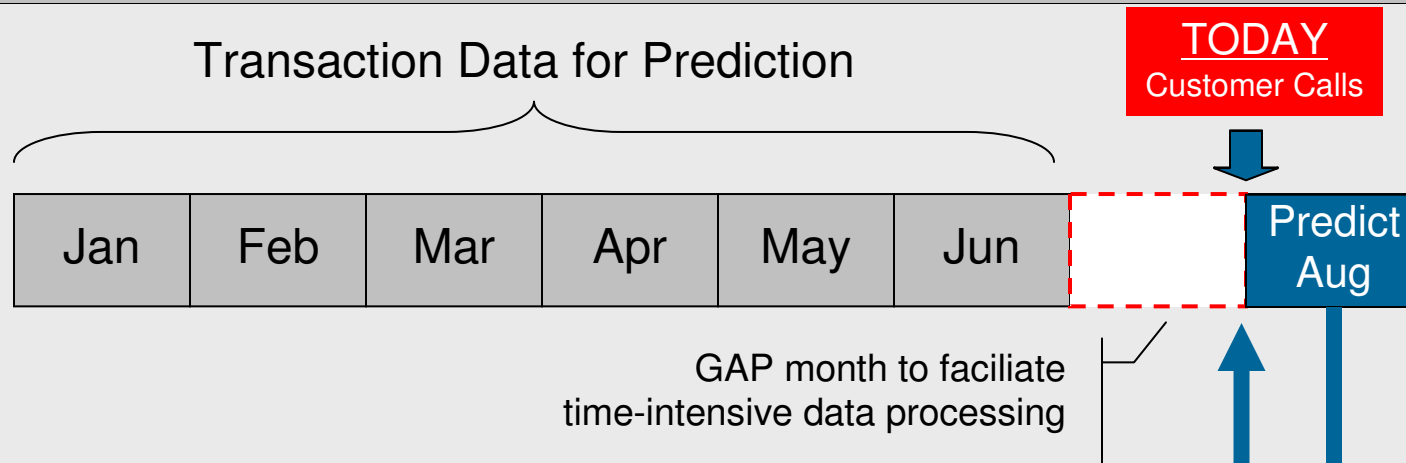 Transaction Data for Prediction
TODAY
Customer Calls
Jan
Feb
Mar
Apr
May
Jun
Predict
Aug
GAP month to faciliate
time-intensive data processing